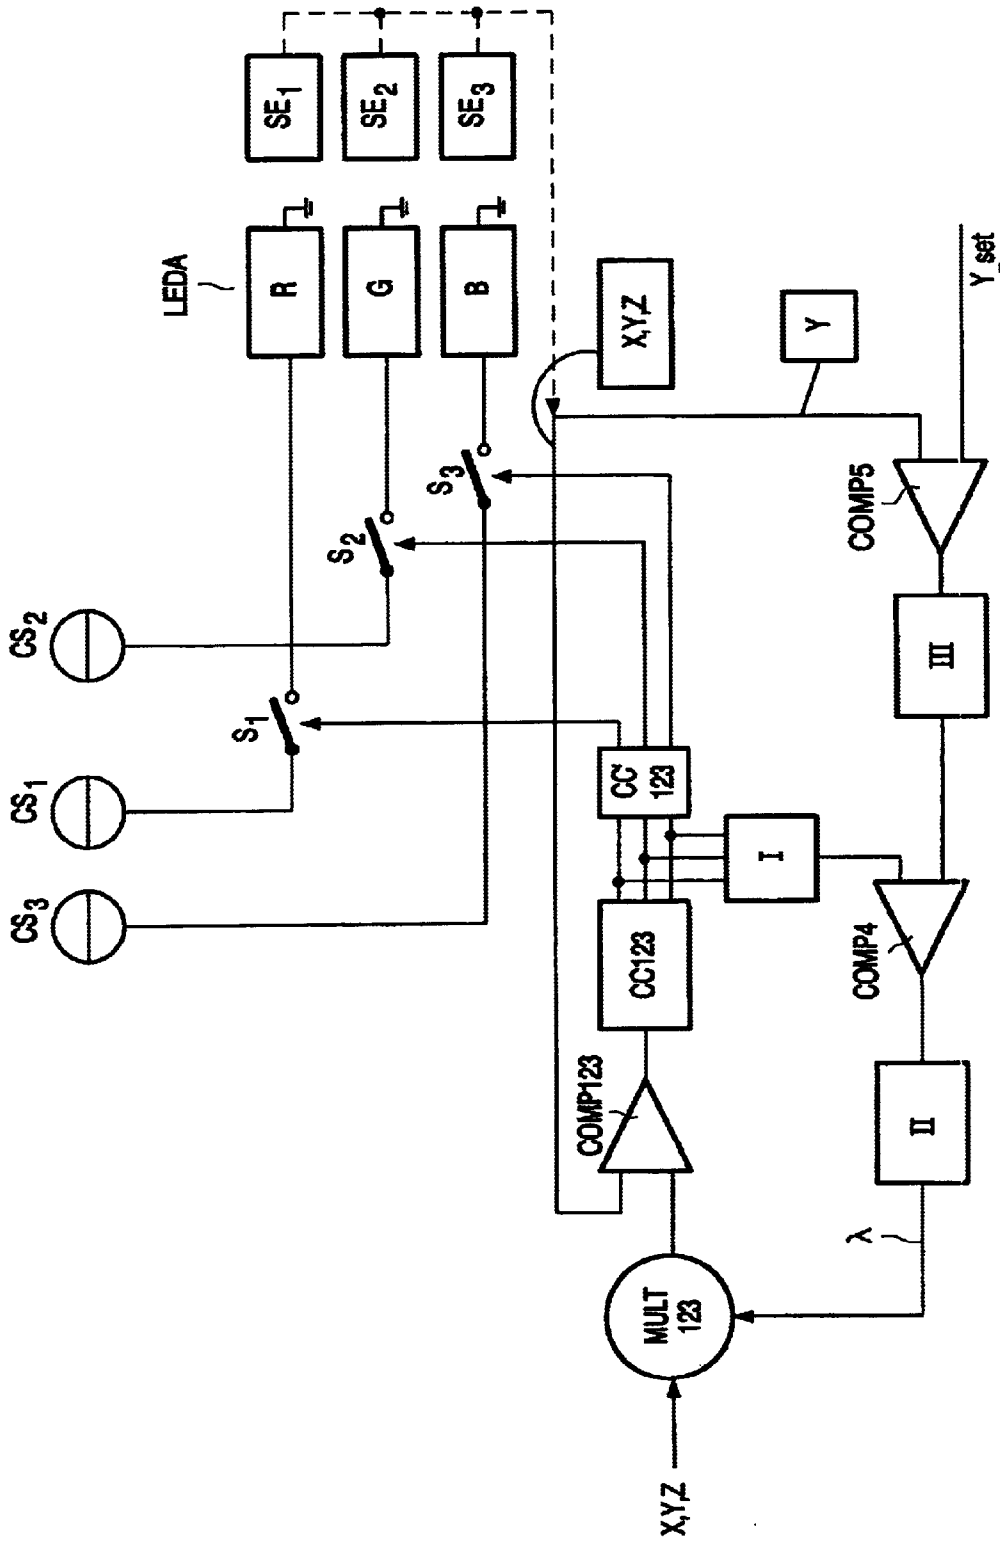 CS3
CS1
CS2
S1
S2
S3
LEDA
R
G
B
SE1
SE2
SE3
X,Y,Z
MULT
123
COMP123
CC123
CC'
123
I
X,Y,Z
Y
λ
II
COMP4
III
COMP5
Y_set